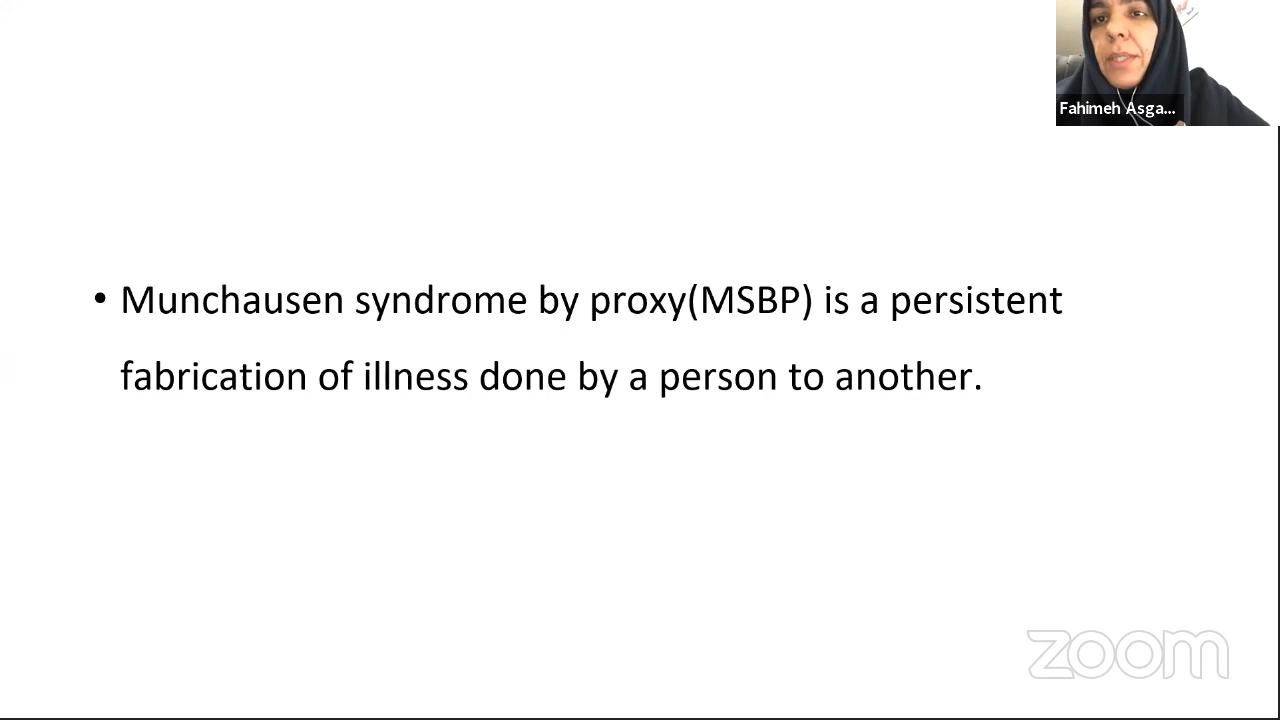 Fahimeh Asga...
• Munchausen syndrome by proxy(MSBP) is a persistent
fabrication of illness done by a person to another.
zoom